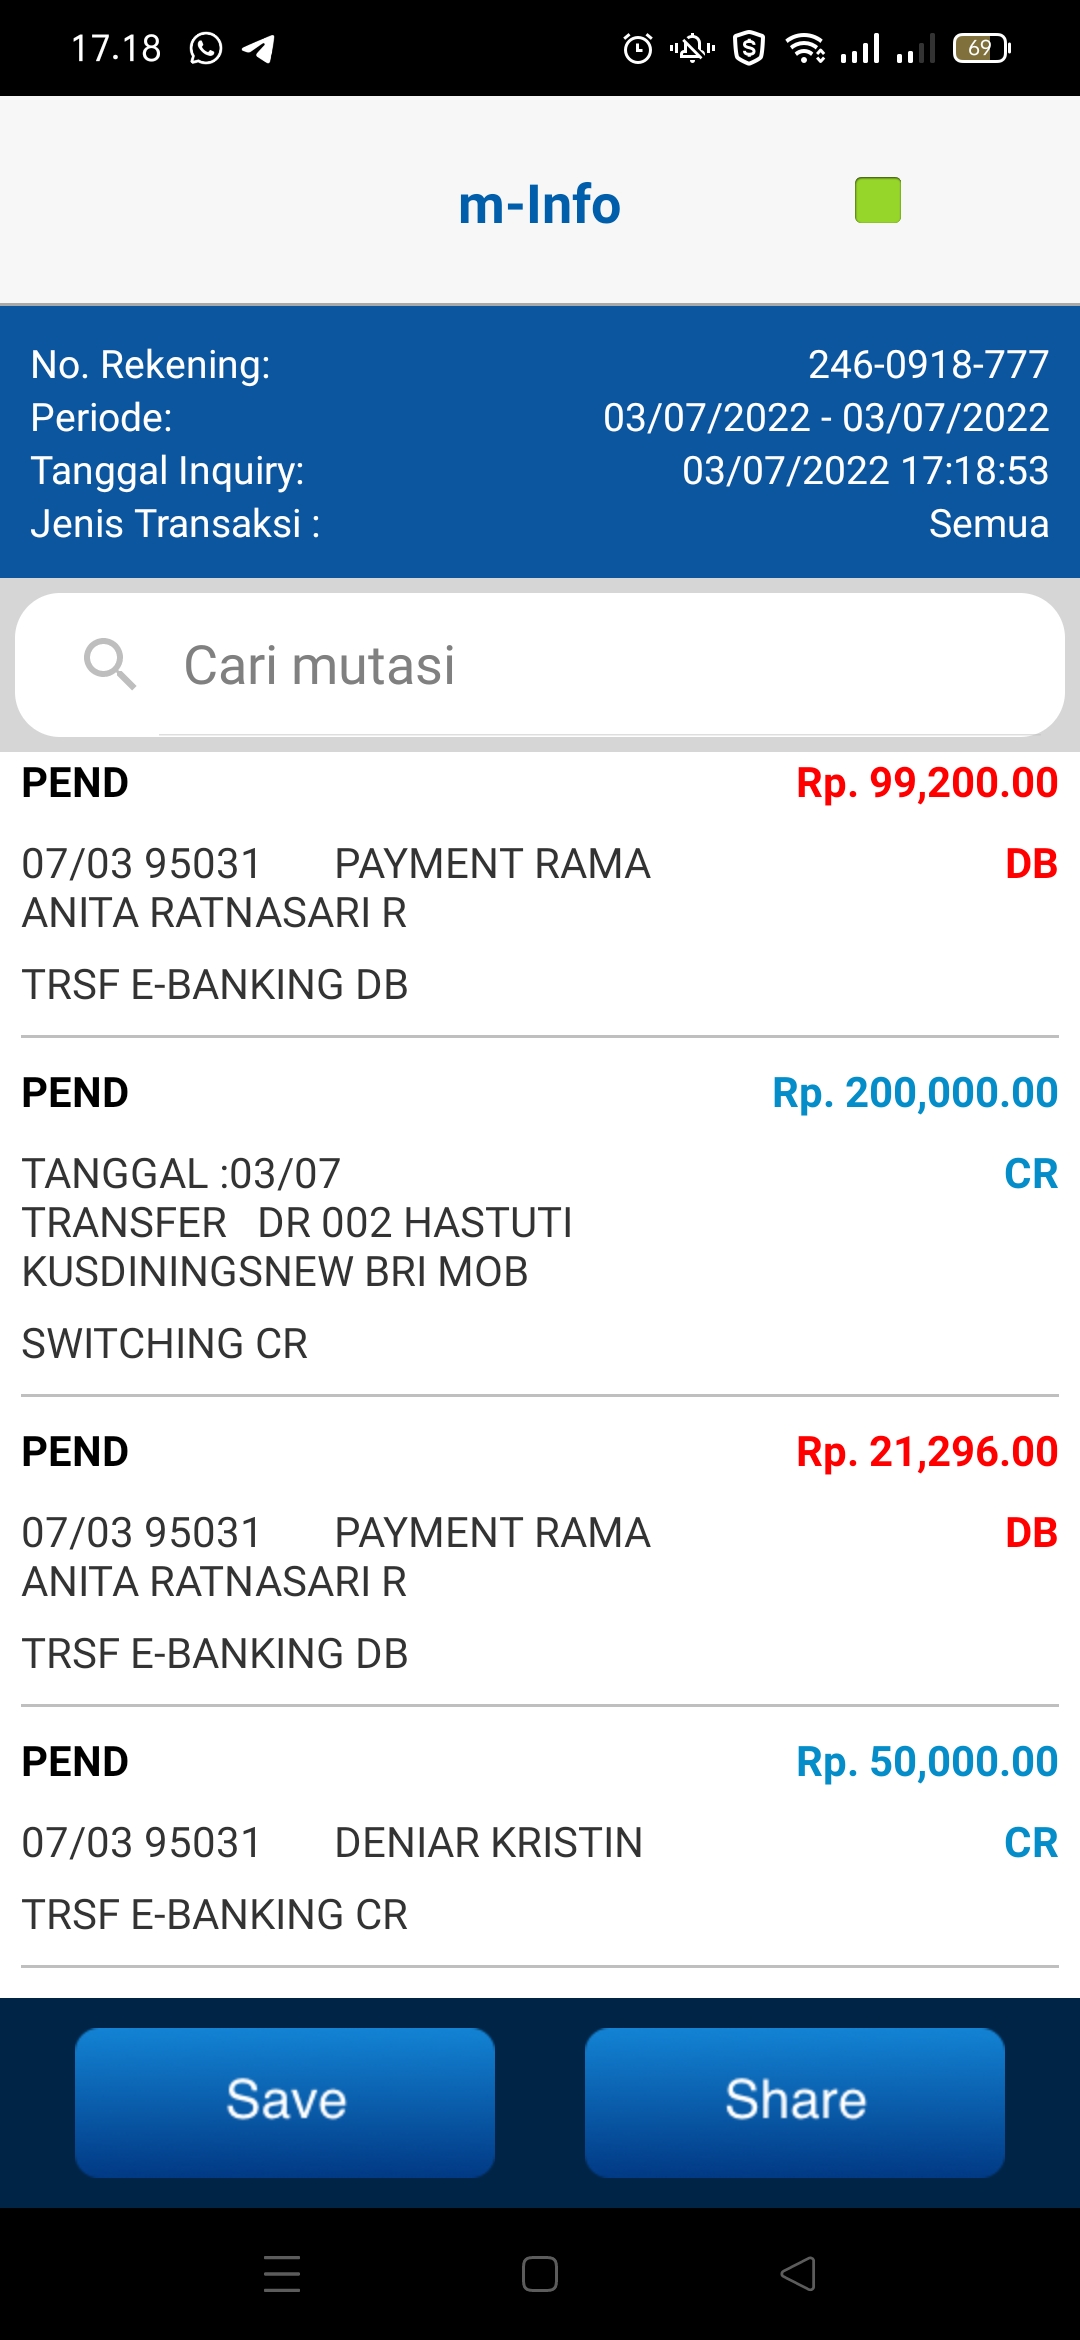 17.18
69
m-Info
No. Rekening: 246-0918-777
Periode: 03/07/2022 - 03/07/2022
Tanggal Inquiry: 03/07/2022 17:18:53
Jenis Transaksi : Semua
Cari mutasi
PEND Rp. 99,200.00
07/03 95031 PAYMENT RAMA DB
ANITA RATNASARI R
TRSF E-BANKING DB
PEND Rp. 200,000.00
TANGGAL :03/07 CR
TRANSFER DR 002 HASTUTI
KUSDININGSNEW BRI MOB
SWITCHING CR
PEND Rp. 21,296.00
07/03 95031 PAYMENT RAMA DB
ANITA RATNASARI R
TRSF E-BANKING DB
PEND Rp. 50,000.00
07/03 95031 DENIAR KRISTIN CR
TRSF E-BANKING CR
Save Share